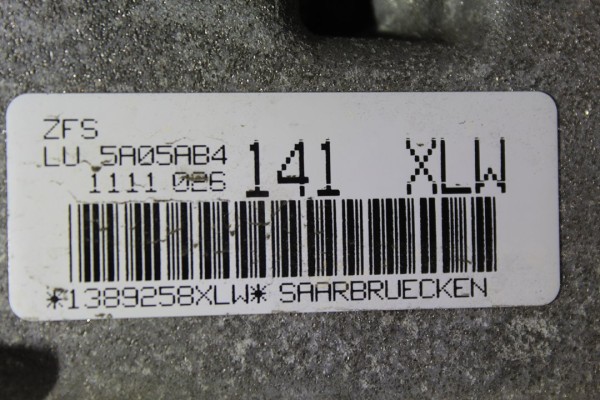 ZFS
LU 5A05AB4
1111 026 141 XLW
*1389258XLW* SAARBRUECKEN